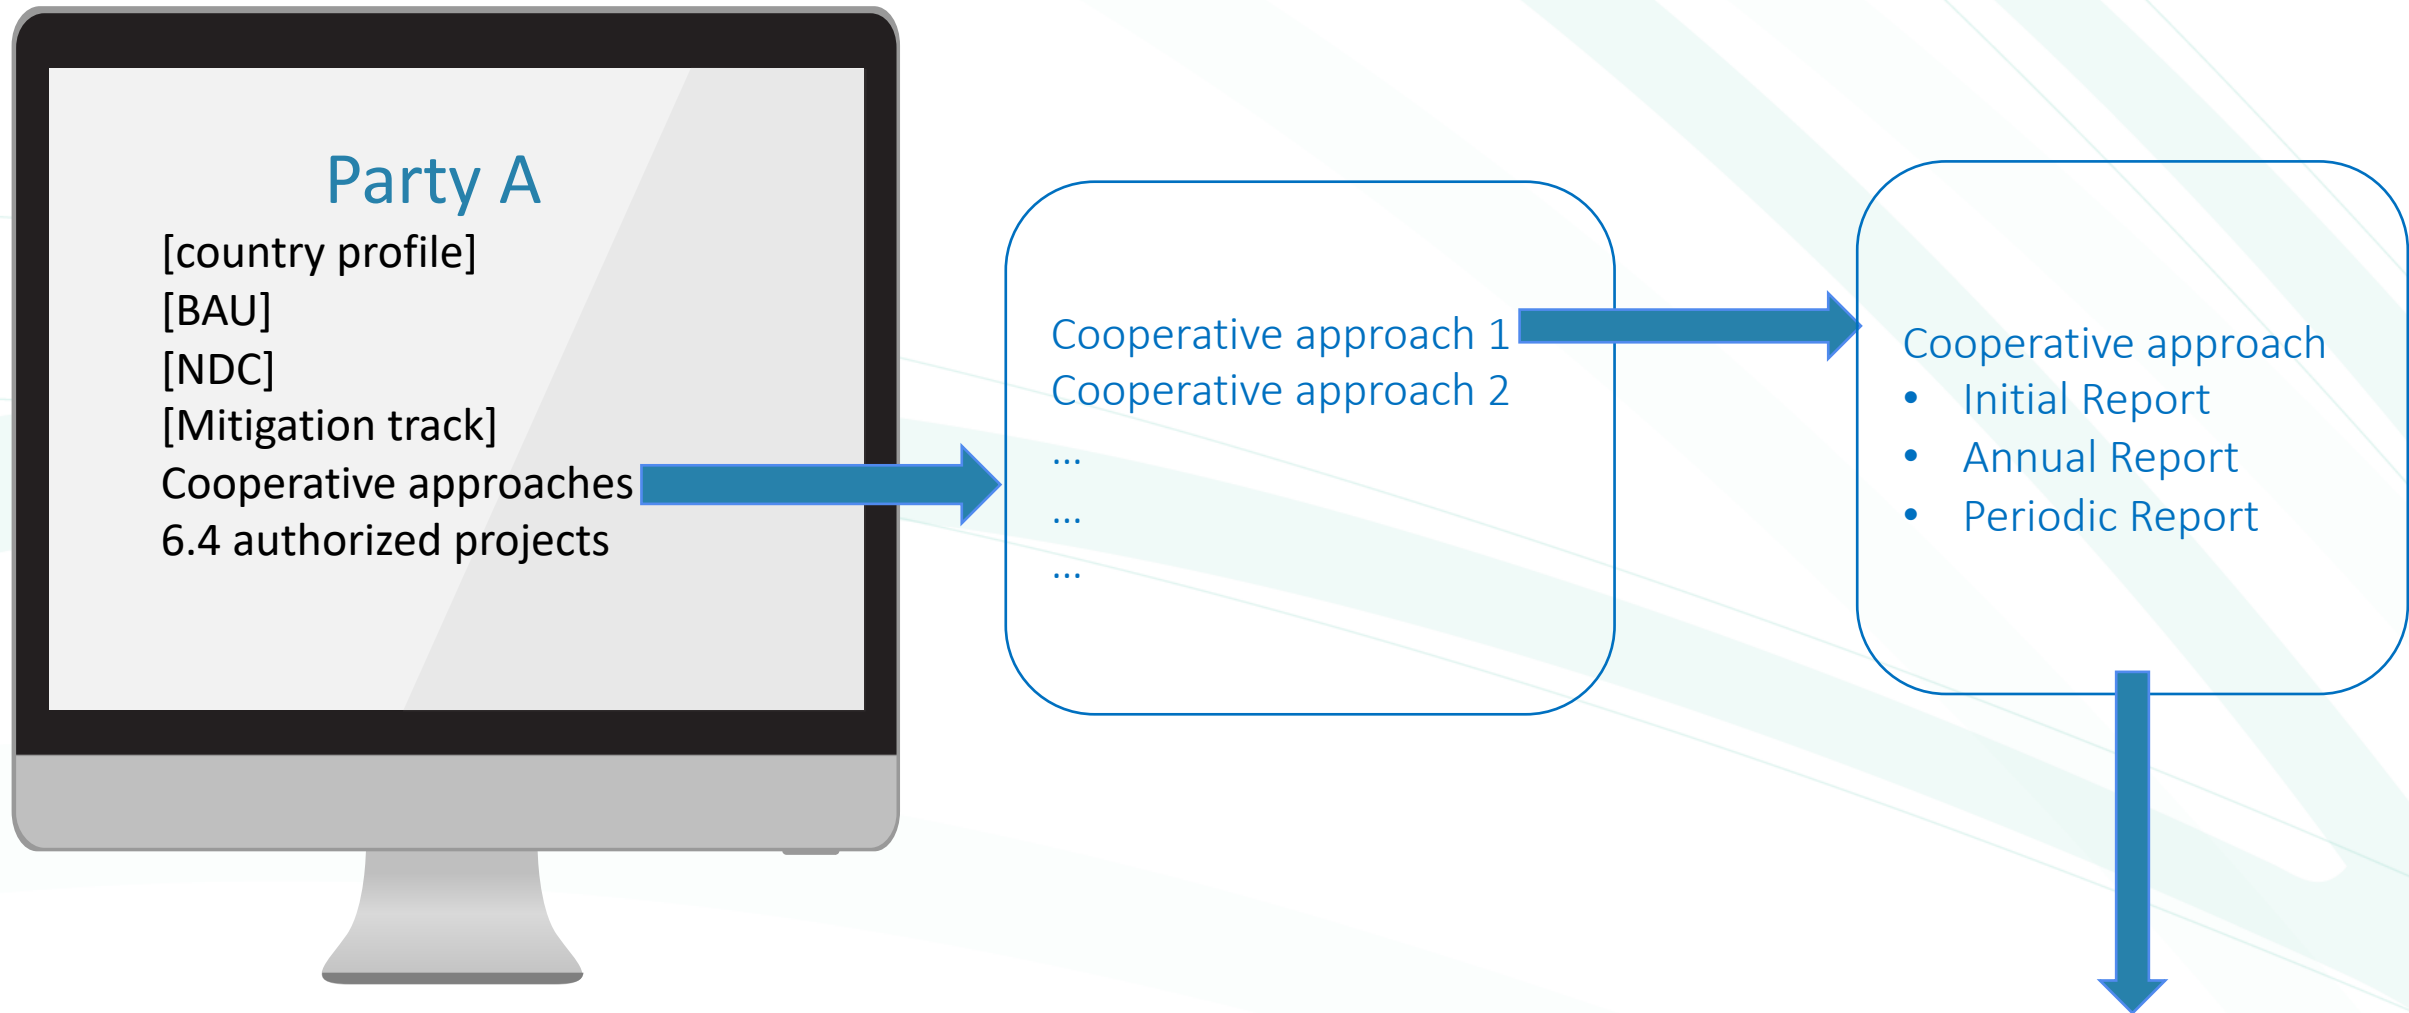 Party A
[country profile]
[BAU]
[NDC]
[Mitigation track]
Cooperative approaches
6.4 authorized projects
Cooperative approach 1
Cooperative approach 2
...
...
...
Cooperative approach
• Initial Report
• Annual Report
• Periodic Report